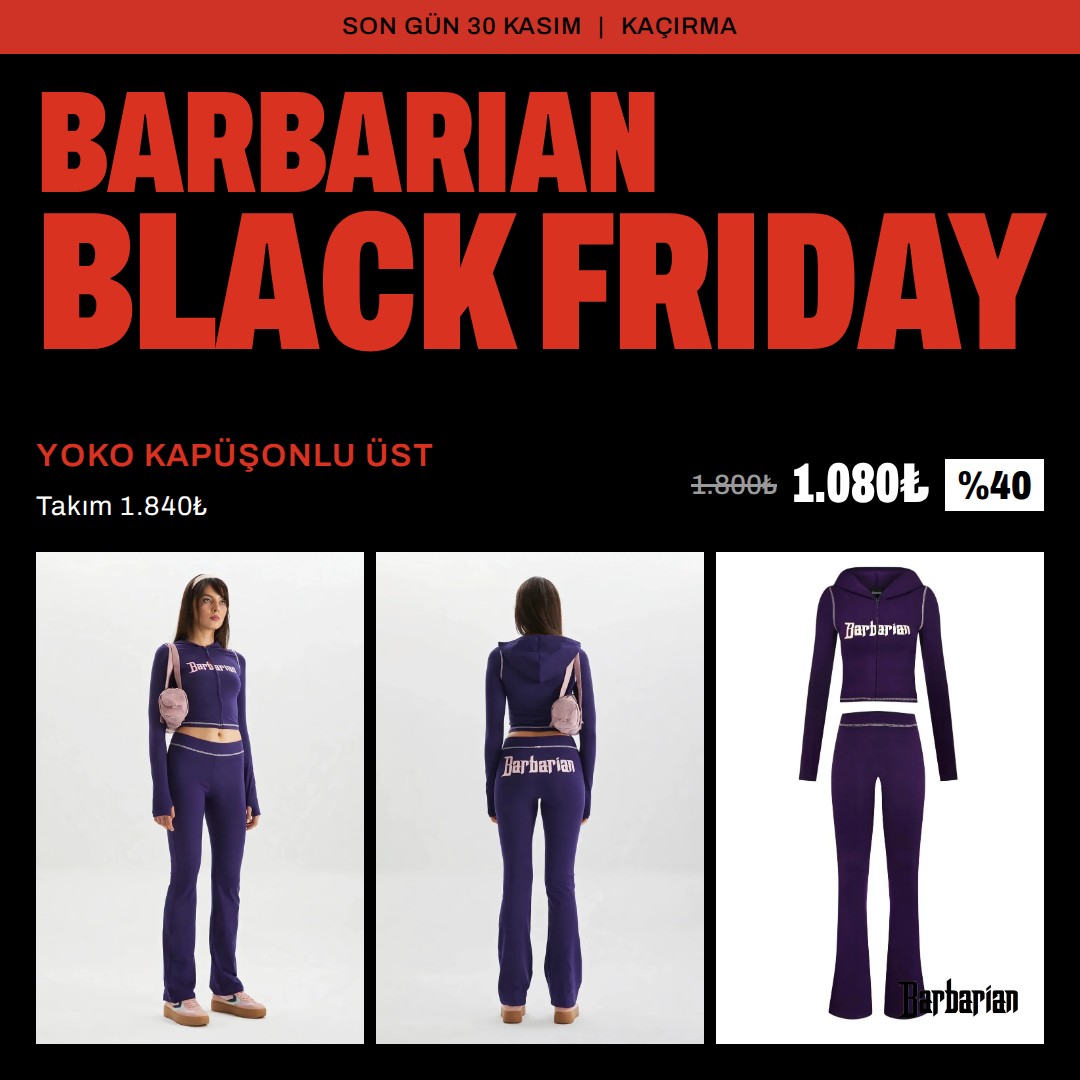 SON GÜN 30 KASIM | KAÇIRMA
BARBARIAN
BLACK FRIDAY
YOKO KAPÜŞONLU ÜST
Takım 1.840₺
1.800₺ 1.080₺ %40
Barbarian
Barbarian
Barbarian
Barbarian